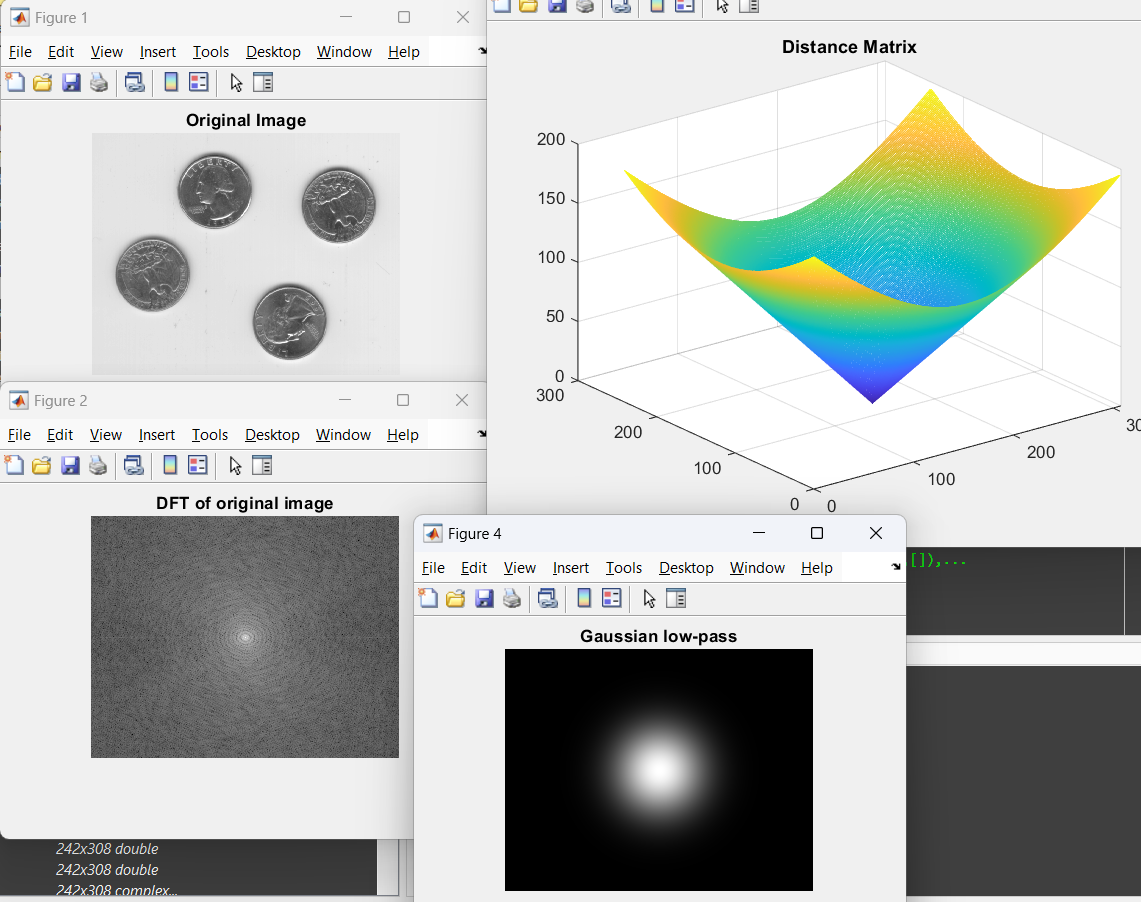 Figure 1
File Edit View Insert Tools Desktop Window Help
Original Image
Distance Matrix
200
150
100
50
0
300
200
100
0
0
100
200
30
Figure 2
File Edit View Insert Tools Desktop Window Help
DFT of original image
Figure 4
File Edit View Insert Tools Desktop Window Help
Gaussian low-pass
[]),...
242x308 double
242x308 double
242x308 complex...